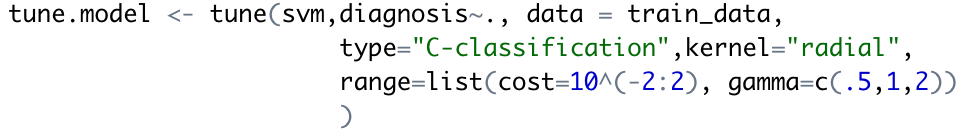 tune.model <- tune(svm,diagnosis~., data = train_data,
type="C-classification",kernel="radial",
range=list(cost=10^(-2:2), gamma=c(.5,1,2))
)